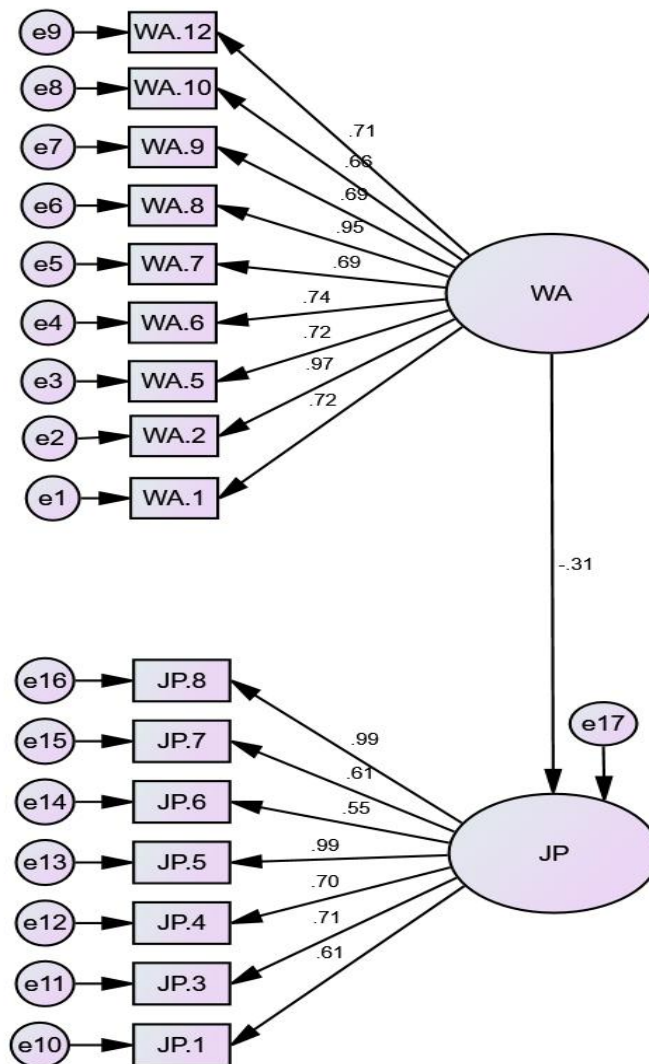 e9 WA.12
e8 WA.10
.71
e7 WA.9
.66
.69
e6 WA.8
.95
e5 WA.7
.69
WA
e4 WA.6
.74
e3 WA.5
.72
.97
e2 WA.2
.72
e1 WA.1
-.31
e16 JP.8
e17
e15 JP.7
.99
.61
e14 JP.6
.55
e13 JP.5
.99
JP
e12 JP.4
.70
.71
e11 JP.3
.61
e10 JP.1